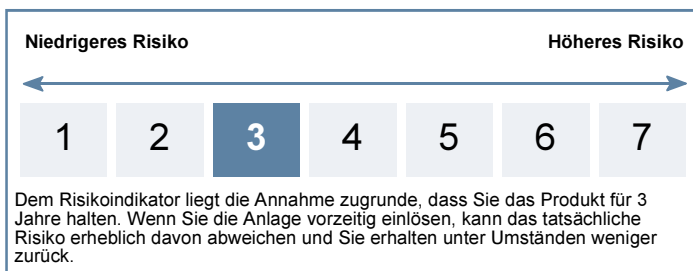 Niedrigeres Risiko Höheres Risiko
1 2 3 4 5 6 7
Dem Risikoindikator liegt die Annahme zugrunde, dass Sie das Produkt für 3
Jahre halten. Wenn Sie die Anlage vorzeitig einlösen, kann das tatsächliche
Risiko erheblich davon abweichen und Sie erhalten unter Umständen weniger
zurück.